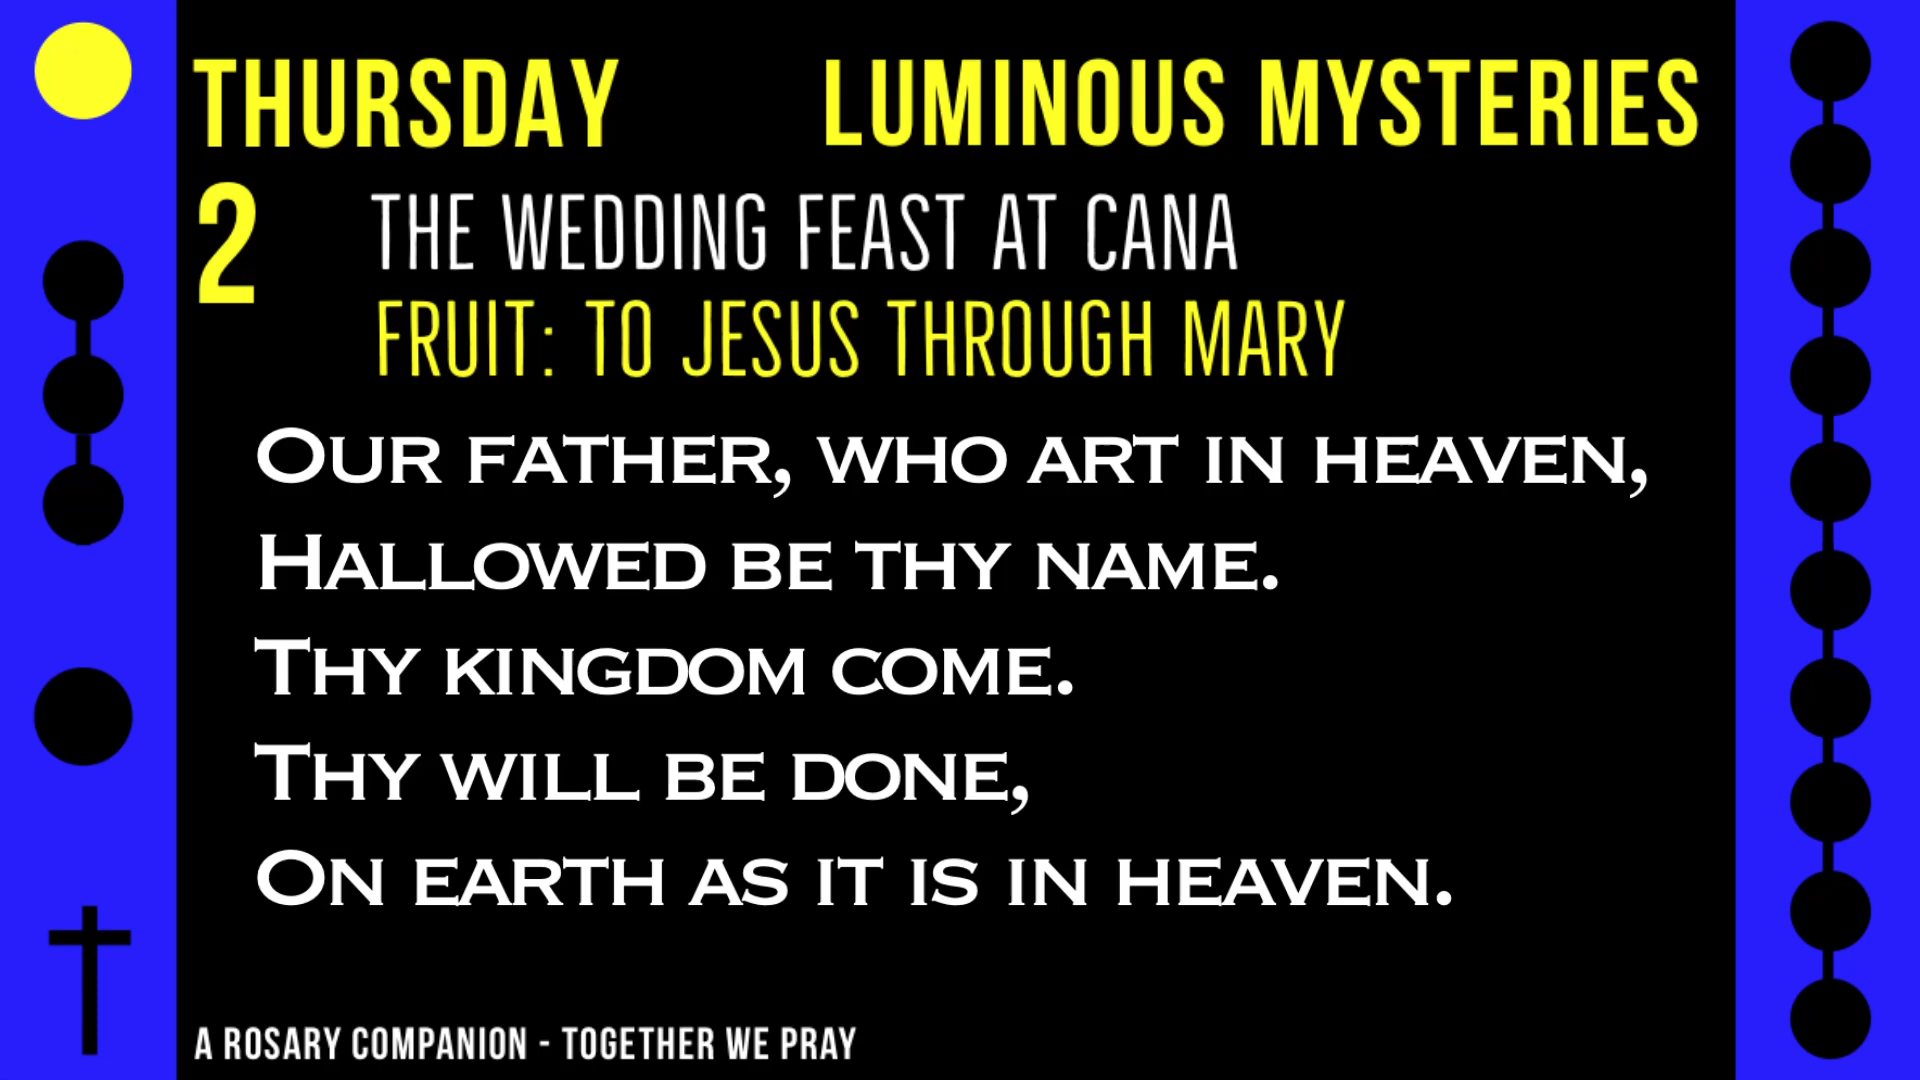 THURSDAY LUMINOUS MYSTERIES
2 THE WEDDING FEAST AT CANA
FRUIT: TO JESUS THROUGH MARY
OUR FATHER, WHO ART IN HEAVEN,
HALLOWED BE THY NAME.
THY KINGDOM COME.
THY WILL BE DONE,
ON EARTH AS IT IS IN HEAVEN.
A ROSARY COMPANION - TOGETHER WE PRAY